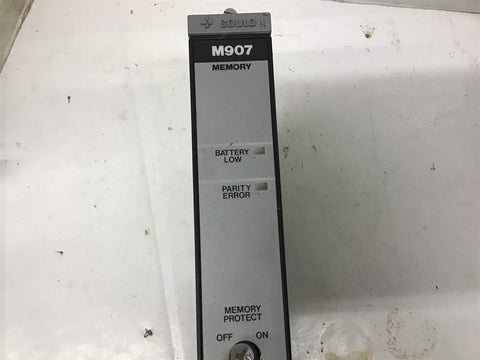 GOULD
M907
MEMORY
BATTERY
LOW
PARITY
ERROR
MEMORY
PROTECT
OFF ON